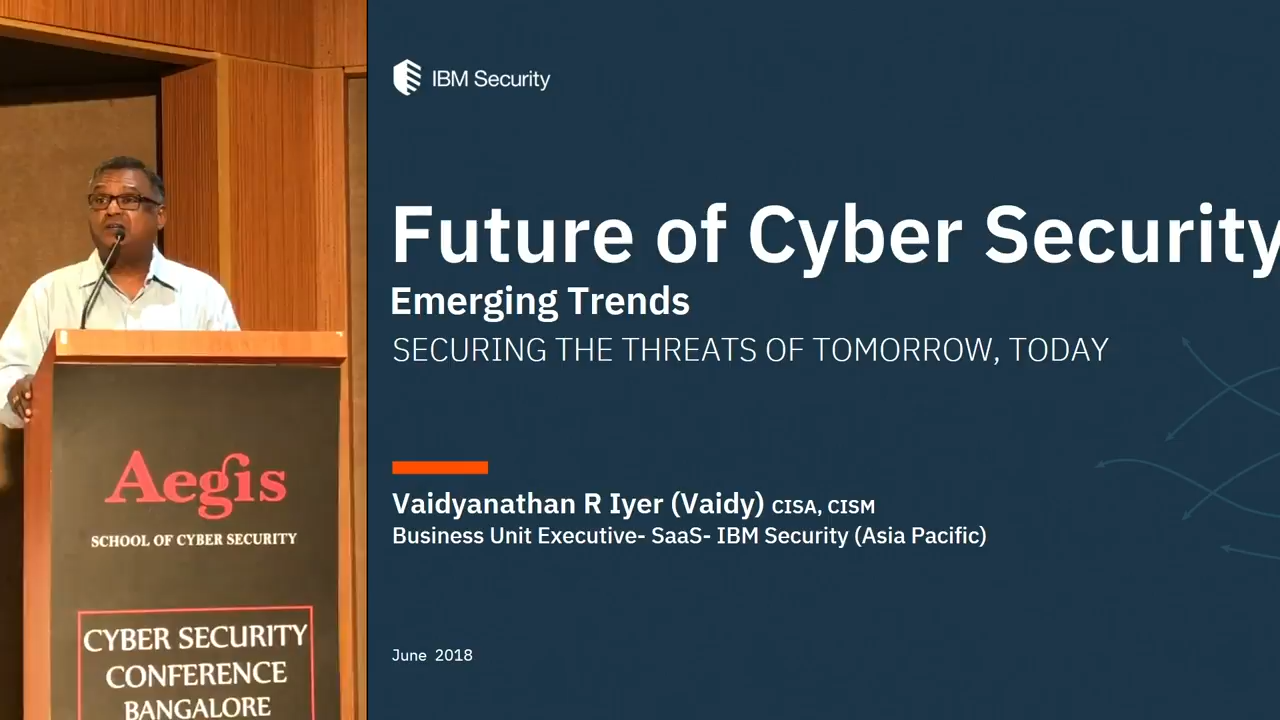 IBM Security
Future of Cyber Security
Emerging Trends
SECURING THE THREATS OF TOMORROW, TODAY
Vaidyanathan R Iyer (Vaidy) CISA, CISM
Business Unit Executive- SaaS- IBM Security (Asia Pacific)
June 2018
Aegis
SCHOOL OF CYBER SECURITY
CYBER SECURITY
CONFERENCE
BANGALORE